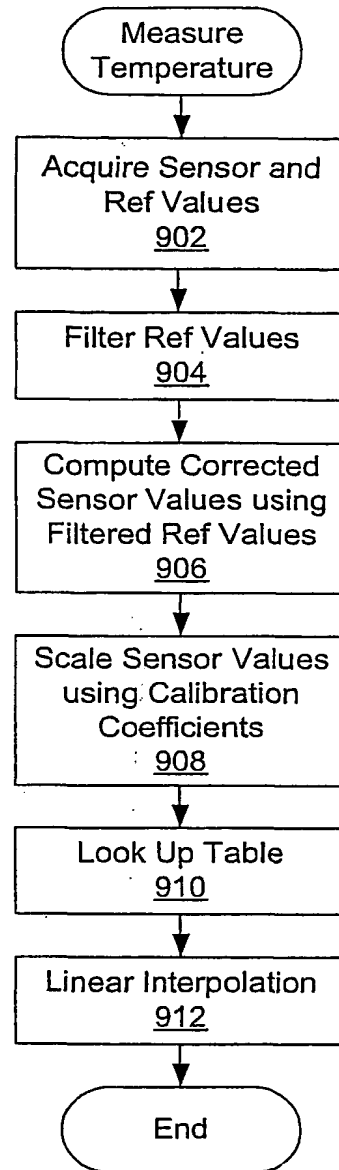 Measure
Temperature
Acquire Sensor and
Ref Values
902
Filter Ref Values
904
Compute Corrected
Sensor Values using
Filtered Ref Values
906
Scale Sensor Values
using Calibration
Coefficients
908
Look Up Table
910
Linear Interpolation
912
End